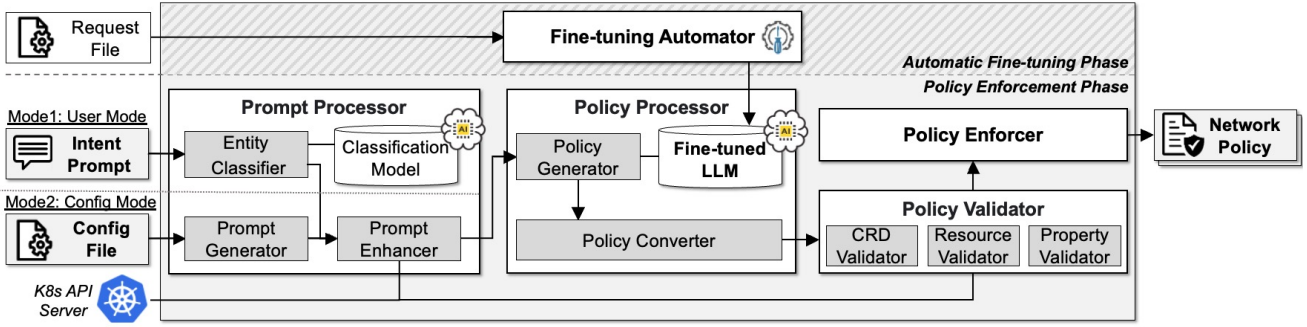 Request
File
Fine-tuning Automator
Automatic Fine-tuning Phase
Policy Enforcement Phase
Mode1: User Mode
Intent
Prompt
Prompt Processor
AI
Entity
Classifier
Classification
Model
Policy Processor
AI
Policy
Generator
Fine-tuned
LLM
Policy Enforcer
Network
Policy
Mode2: Config Mode
Config
File
Prompt
Generator
Prompt
Enhancer
Policy Converter
Policy Validator
CRD
Validator
Resource
Validator
Property
Validator
K8s API
Server